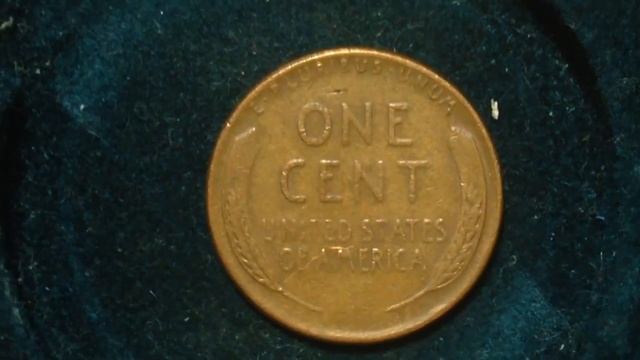 E·PLURIBUS·UNUM
ONE
CENT
UNITED STATES
OF AMERICA